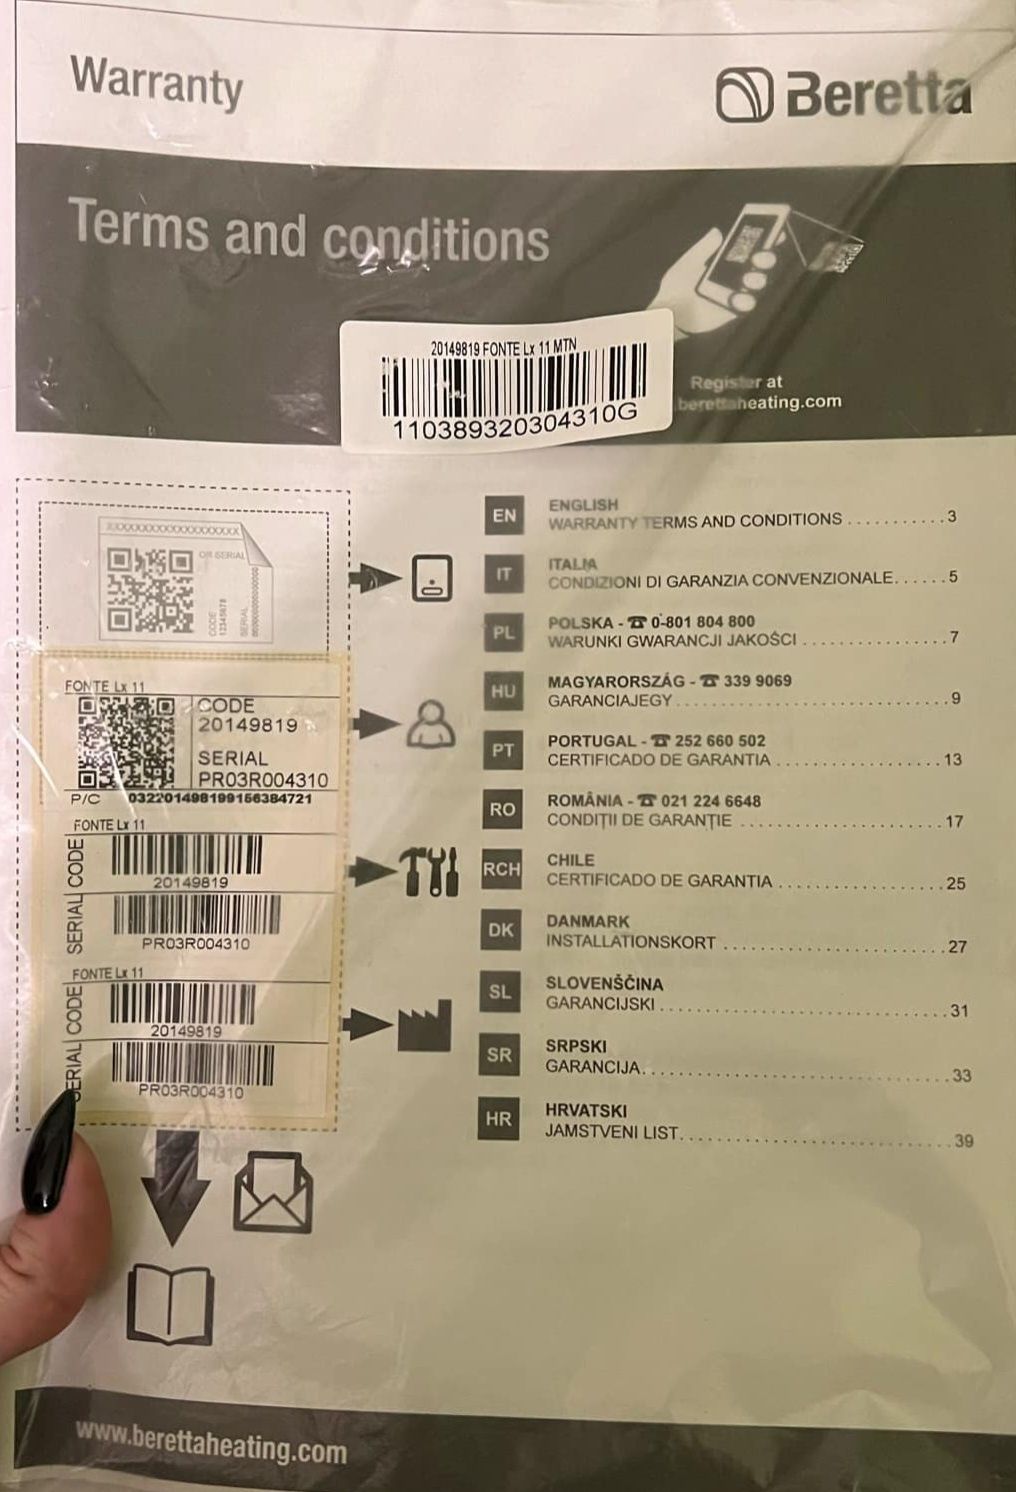 Warranty
Beretta
Terms and conditions
20149819 FONTE Lx 11 MTN
110389320304310G
Register at
berettaheating.com
XXXXXXXXXXXXXXXXXXX
QR SERIAL
CODE
12345678
SERIAL
EN
ENGLISH
WARRANTY TERMS AND CONDITIONS ........... 3
IT
ITALIA
CONDIZIONI DI GARANZIA CONVENZIONALE...... 5
PL
POLSKA - ☎ 0-801 804 800
WARUNKI GWARANCJI JAKOŚCI ................. 7
HU
MAGYARORSZÁG - ☎ 339 9069
GARANCIAJEGY ................................ 9
PT
PORTUGAL - ☎ 252 660 502
CERTIFICADO DE GARANTIA ................... 13
RO
ROMÂNIA - ☎ 021 224 6648
CONDIȚII DE GARANȚIE ........................ 17
RCH
CHILE
CERTIFICADO DE GARANTIA ................... 25
DK
DANMARK
INSTALLATIONSKORT .......................... 27
SL
SLOVENŠČINA
GARANCIJSKI ................................. 31
SR
SRPSKI
GARANCIJA................................... 33
HR
HRVATSKI
JAMSTVENI LIST............................... 39
FONTE Lx 11
CODE
20149819
SERIAL
PR03R004310
P/C 032201498199156384721
FONTE Lx 11
SERIAL CODE
20149819
PR03R004310
FONTE Lx 11
SERIAL CODE
20149819
PR03R004310
www.berettaheating.com